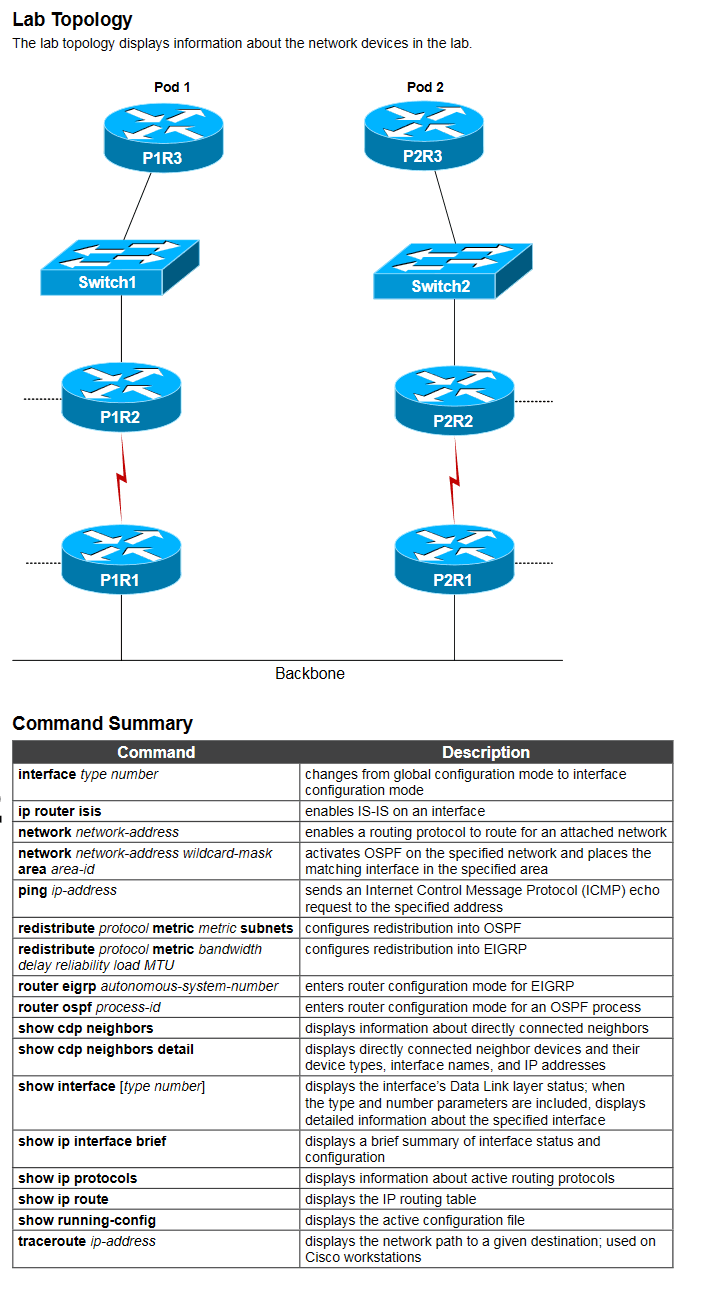 Lab Topology
The lab topology displays information about the network devices in the lab.
Pod 1
Pod 2
P1R3
P2R3
Switch1
Switch2
P1R2
P2R2
P1R1
P2R1
Backbone
Command Summary
Command Description
interface type number
changes from global configuration mode to interface
configuration mode
ip router isis
enables IS-IS on an interface
network network-address
enables a routing protocol to route for an attached network
network network-address wildcard-mask
area area-id
activates OSPF on the specified network and places the
matching interface in the specified area
ping ip-address
sends an Internet Control Message Protocol (ICMP) echo
request to the specified address
redistribute protocol metric metric subnets
configures redistribution into OSPF
redistribute protocol metric bandwidth
delay reliability load MTU
configures redistribution into EIGRP
router eigrp autonomous-system-number
enters router configuration mode for EIGRP
router ospf process-id
enters router configuration mode for an OSPF process
show cdp neighbors
displays information about directly connected neighbors
show cdp neighbors detail
displays directly connected neighbor devices and their
device types, interface names, and IP addresses
show interface [type number]
displays the interface's Data Link layer status; when
the type and number parameters are included, displays
detailed information about the specified interface
show ip interface brief
displays a brief summary of interface status and
configuration
show ip protocols
displays information about active routing protocols
show ip route
displays the IP routing table
show running-config
displays the active configuration file
traceroute ip-address
displays the network path to a given destination; used on
Cisco workstations